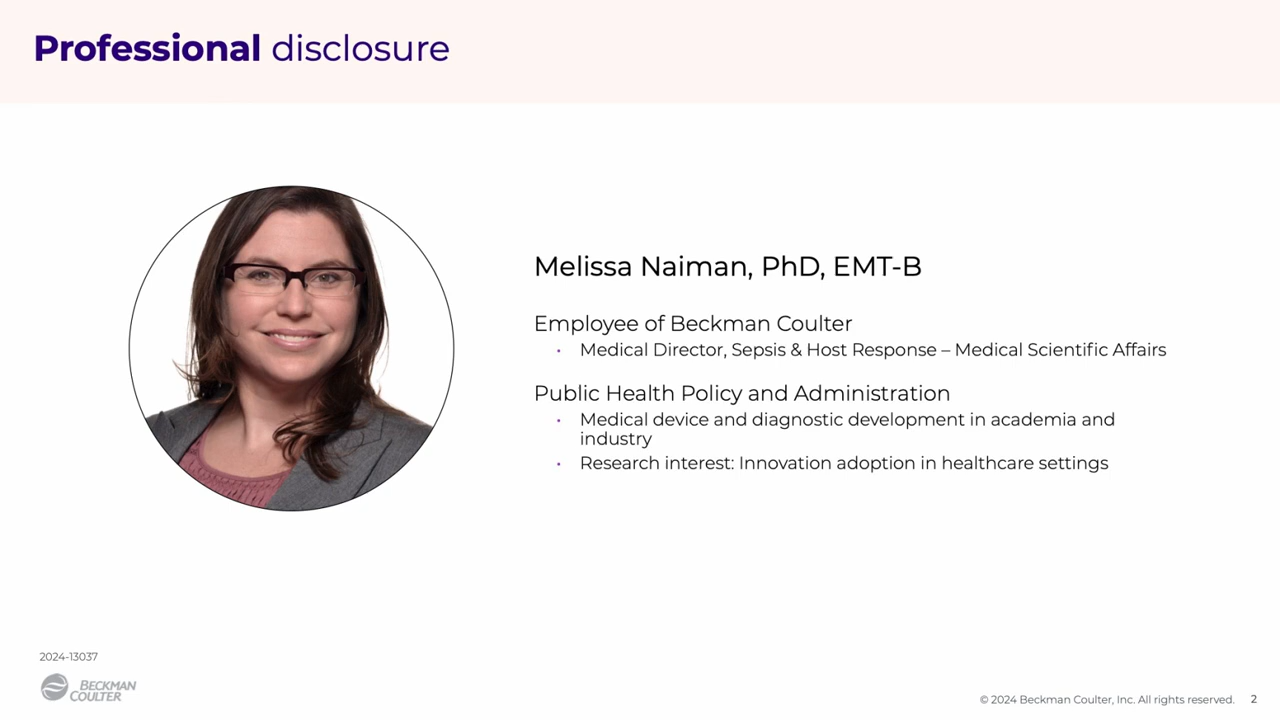 Professional disclosure
Melissa Naiman, PhD, EMT-B
Employee of Beckman Coulter
▪ Medical Director, Sepsis & Host Response – Medical Scientific Affairs
Public Health Policy and Administration
▪ Medical device and diagnostic development in academia and
industry
▪ Research interest: Innovation adoption in healthcare settings
2024-13037
BECKMAN
COULTER
© 2024 Beckman Coulter, Inc. All rights reserved. 2